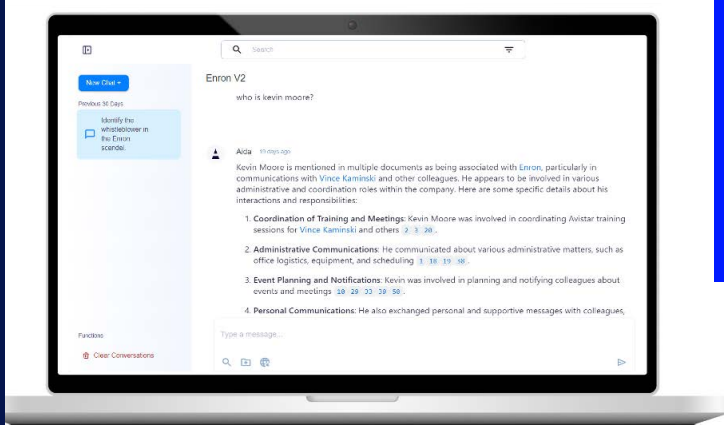 Search
New Chat
Enron V2
Previous 30 Days
who is kevin moore?
Identify the
whistleblower in
the Enron
scandel.
Aida
days ago
Kevin Moore is mentioned in multiple documents as being associated with Enron, particularly in
communications with Vince Kaminski and other colleagues. He appears to be involved in various
administrative and coordination roles within the company. Here are some specific details about his
interactions and responsibilities:
1. Coordination of Training and Meetings: Kevin Moore was involved in coordinating Avistar training
sessions for Vince Kaminski and others 2 3 20 .
2. Administrative Communications: He communicated about various administrative matters, such as
office logistics, equipment, and scheduling 1 18 19 .
3. Event Planning and Notifications: Kevin was involved in planning and notifying colleagues about
events and meetings 10 29 50 .
4. Personal Communications: He also exchanged personal and supportive messages with colleagues,
Type a message...
Functions
Clear Conversations